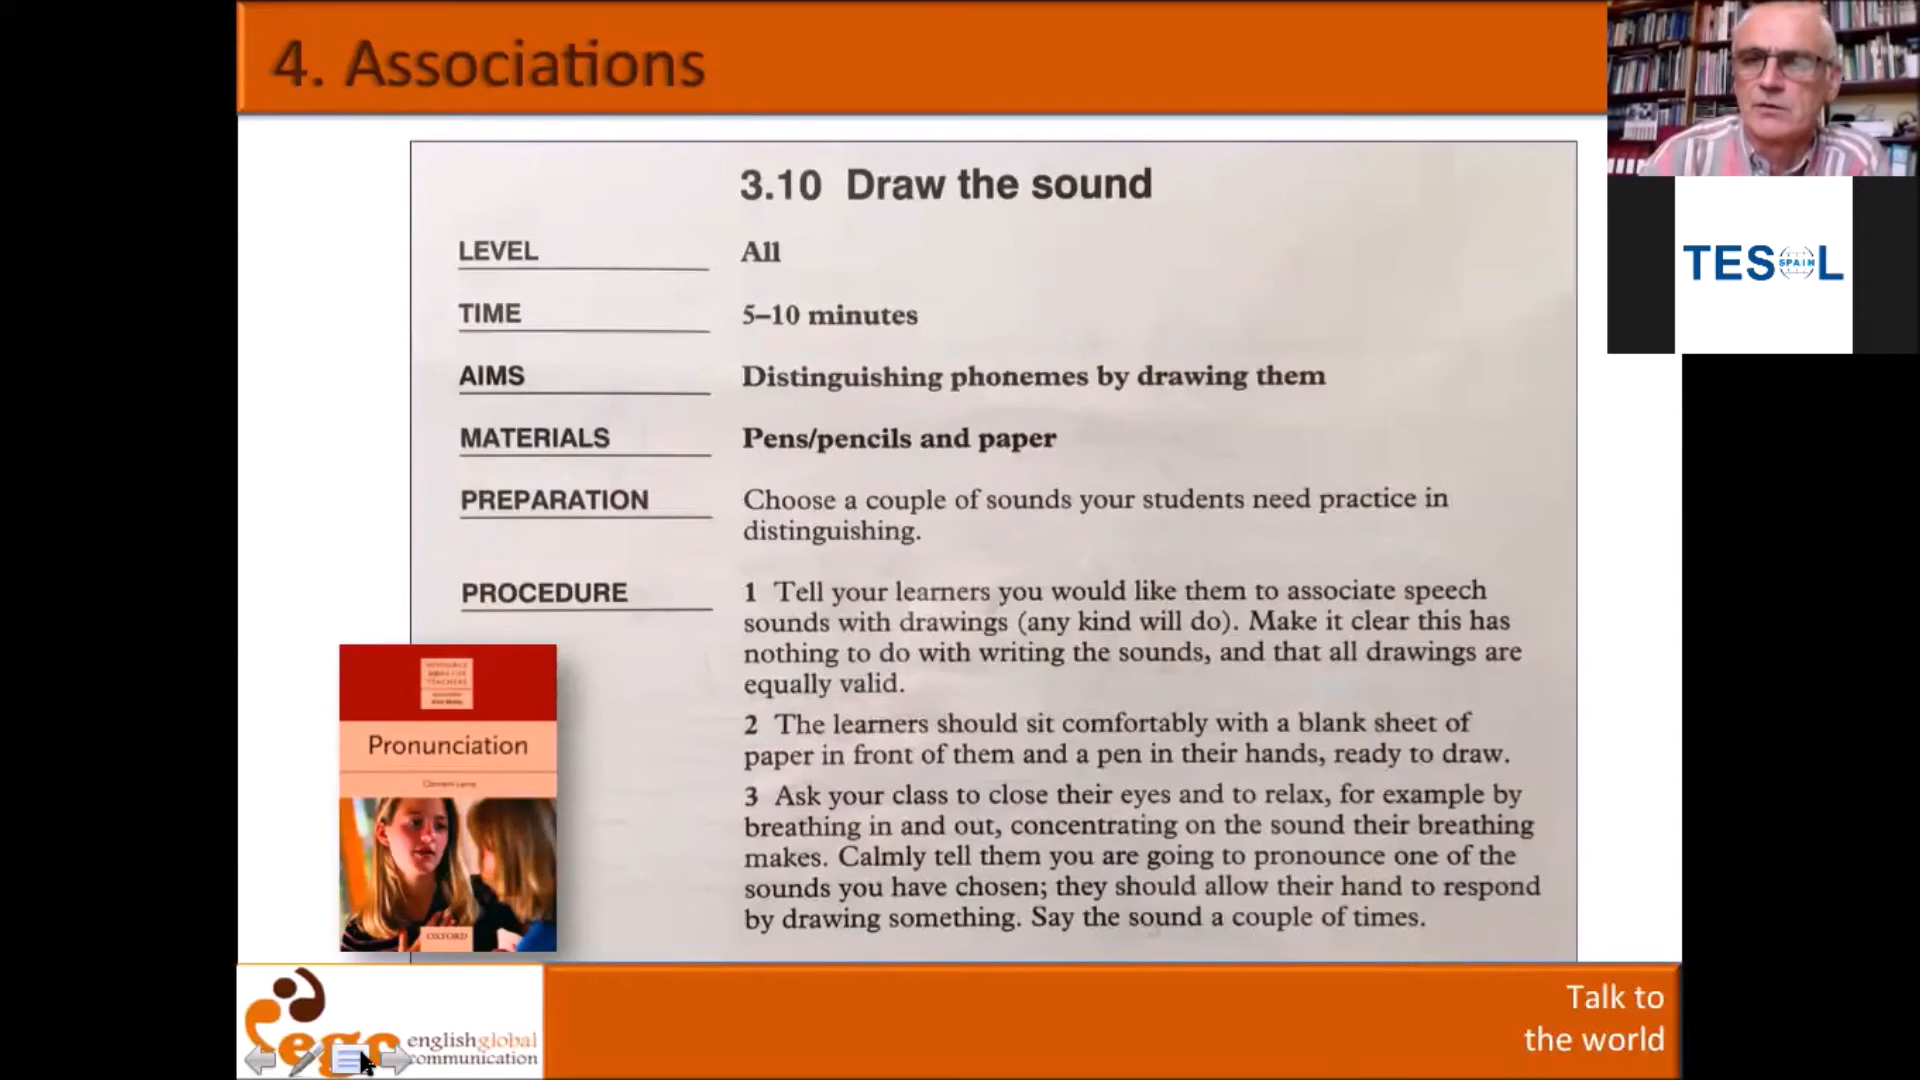 4. Associations
3.10 Draw the sound
LEVEL All
TIME 5–10 minutes
AIMS Distinguishing phonemes by drawing them
MATERIALS Pens/pencils and paper
PREPARATION Choose a couple of sounds your students need practice in
distinguishing.
PROCEDURE 1 Tell your learners you would like them to associate speech
sounds with drawings (any kind will do). Make it clear this has
nothing to do with writing the sounds, and that all drawings are
equally valid.
2 The learners should sit comfortably with a blank sheet of
paper in front of them and a pen in their hands, ready to draw.
3 Ask your class to close their eyes and to relax, for example by
breathing in and out, concentrating on the sound their breathing
makes. Calmly tell them you are going to pronounce one of the
sounds you have chosen; they should allow their hand to respond
by drawing something. Say the sound a couple of times.
TESOL
SPAIN
Pronunciation
OXFORD
egc
englishglobal
communication
Talk to
the world